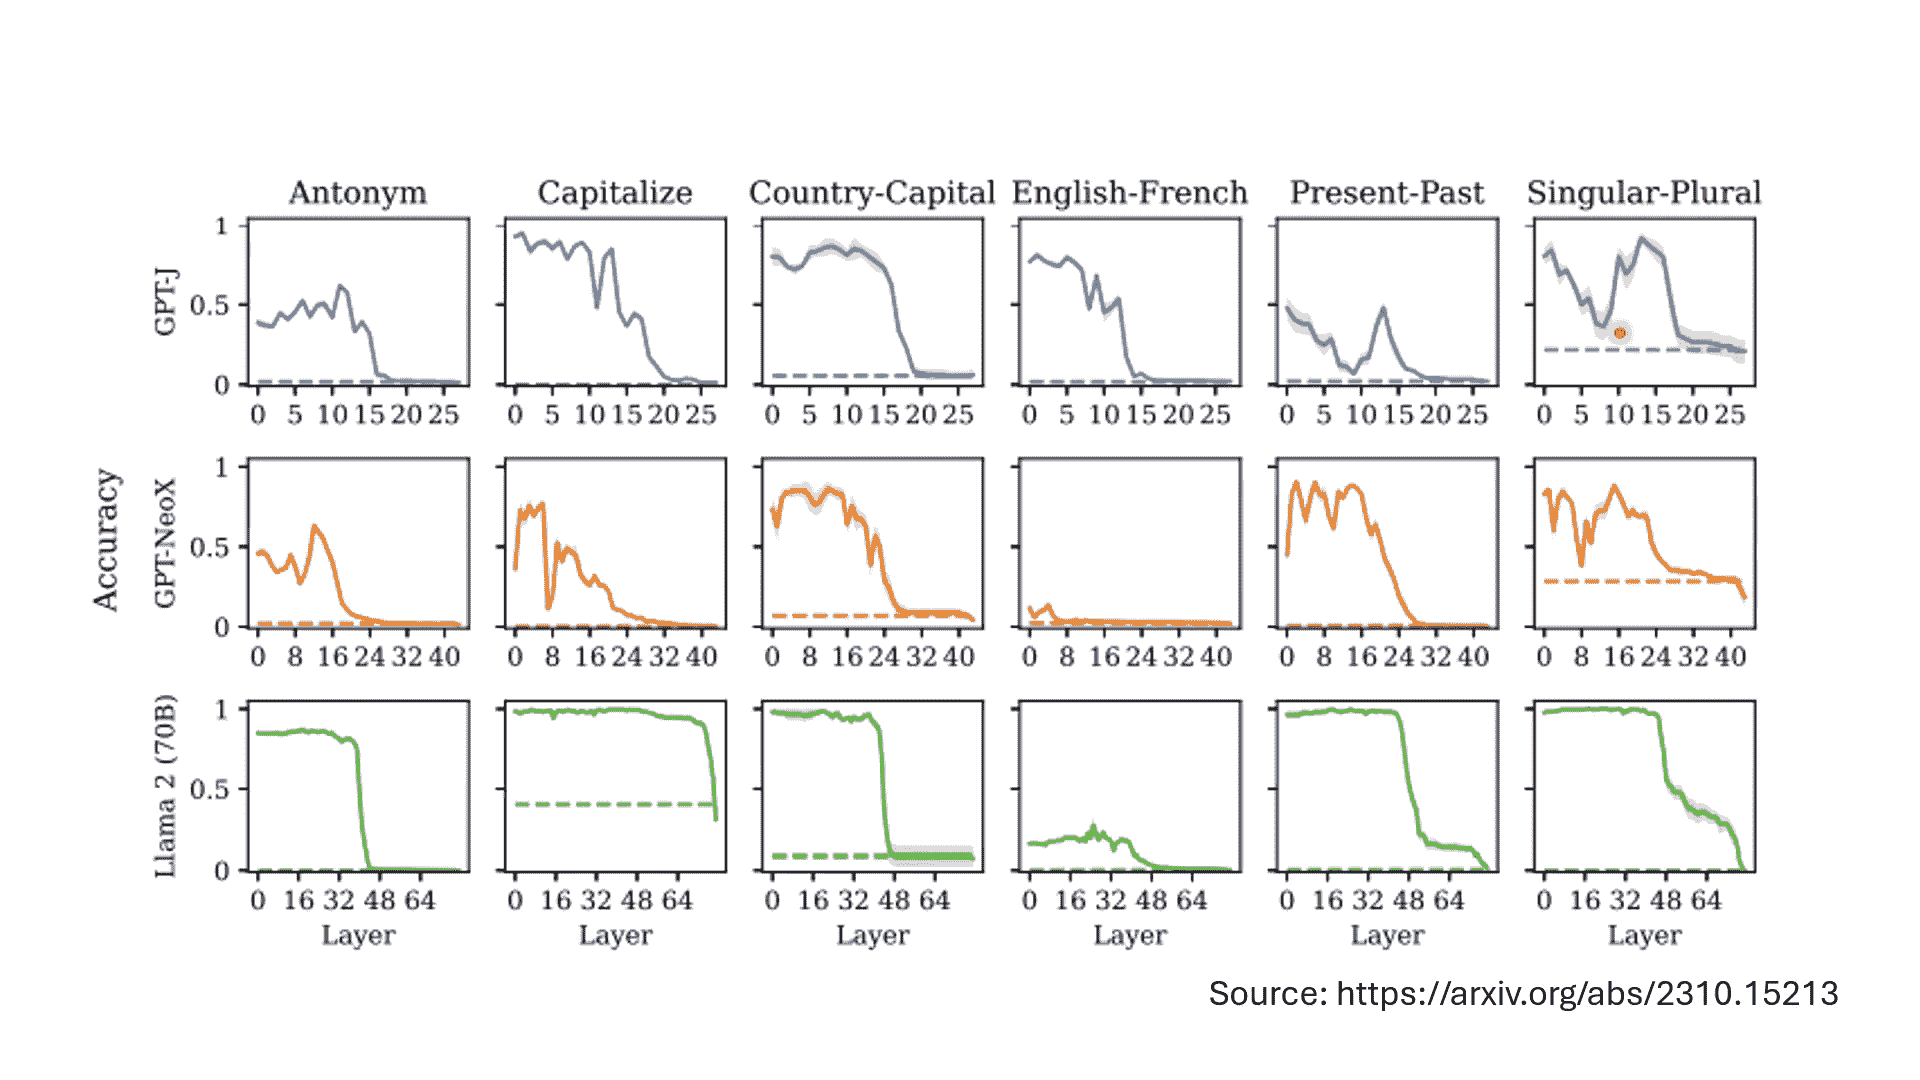 Antonym Capitalize Country-Capital English-French Present-Past Singular-Plural
Accuracy
GPT-J
1
0.5
0
0 5 10 15 20 25 0 5 10 15 20 25 0 5 10 15 20 25 0 5 10 15 20 25 0 5 10 15 20 25 0 5 10 15 20 25
GPT-NeoX
1
0.5
0
0 8 16 24 32 40 0 8 16 24 32 40 0 8 16 24 32 40 0 8 16 24 32 40 0 8 16 24 32 40 0 8 16 24 32 40
Llama 2 (70B)
1
0.5
0
0 16 32 48 64 0 16 32 48 64 0 16 32 48 64 0 16 32 48 64 0 16 32 48 64 0 16 32 48 64
Layer Layer Layer Layer Layer Layer
Source: https://arxiv.org/abs/2310.15213